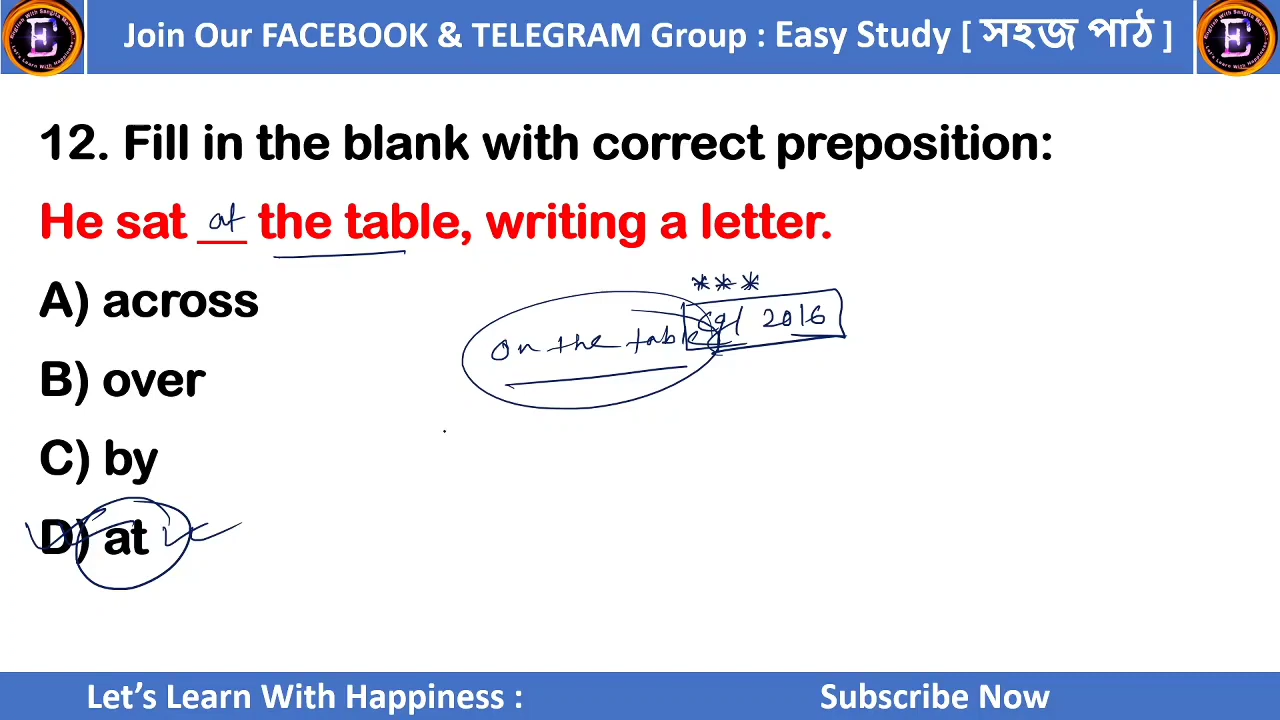 Join Our FACEBOOK & TELEGRAM Group : Easy Study [ সহজ পাঠ ]
12. Fill in the blank with correct preposition:
He sat at the table, writing a letter.
A) across
*** 
cgl 2016
on the table
B) over
C) by
D) at
Let's Learn With Happiness :
Subscribe Now